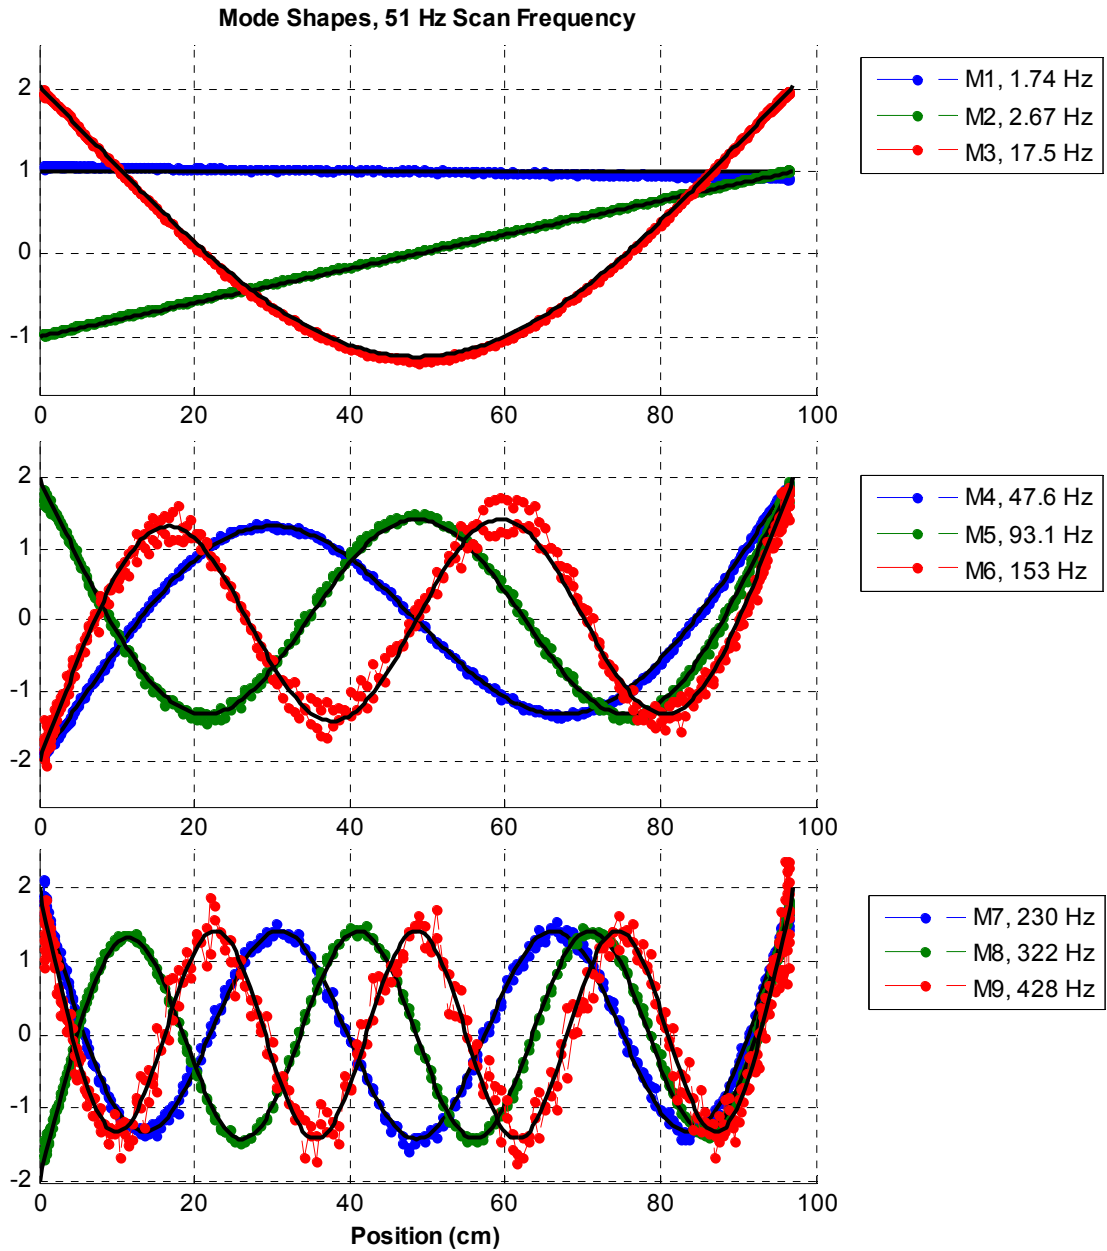 Mode Shapes, 51 Hz Scan Frequency
2
1
0
-1
0 20 40 60 80 100
M1, 1.74 Hz
M2, 2.67 Hz
M3, 17.5 Hz
2
1
0
-1
-2
0 20 40 60 80 100
M4, 47.6 Hz
M5, 93.1 Hz
M6, 153 Hz
2
1
0
-1
-2
0 20 40 60 80 100
M7, 230 Hz
M8, 322 Hz
M9, 428 Hz
Position (cm)